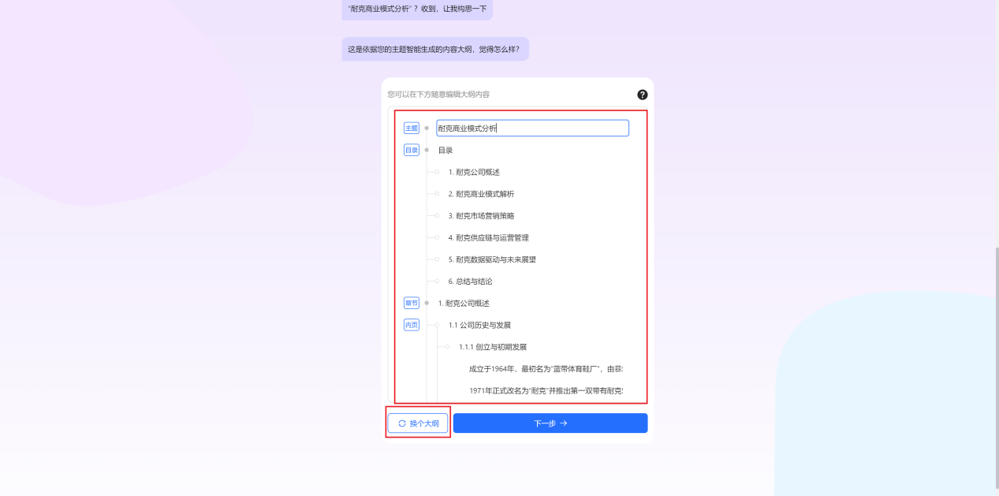 “耐克商业模式分析” ？收到，让我构思一下
这是依据您的主题智能生成的内容大纲，觉得怎么样？
您可以在下方随意编辑大纲内容
?
主题 耐克商业模式分析
目录 目录
1. 耐克公司概述
2. 耐克商业模式解析
3. 耐克市场营销策略
4. 耐克供应链与运营管理
5. 耐克数据驱动与未来展望
6. 总结与结论
章节 1. 耐克公司概述
内页 1.1 公司历史与发展
1.1.1 创立与初期发展
成立于1964年，最初名为“蓝带体育鞋厂”，由菲
1971年正式改名为“耐克”并推出第一双带有耐克
换个大纲 下一步